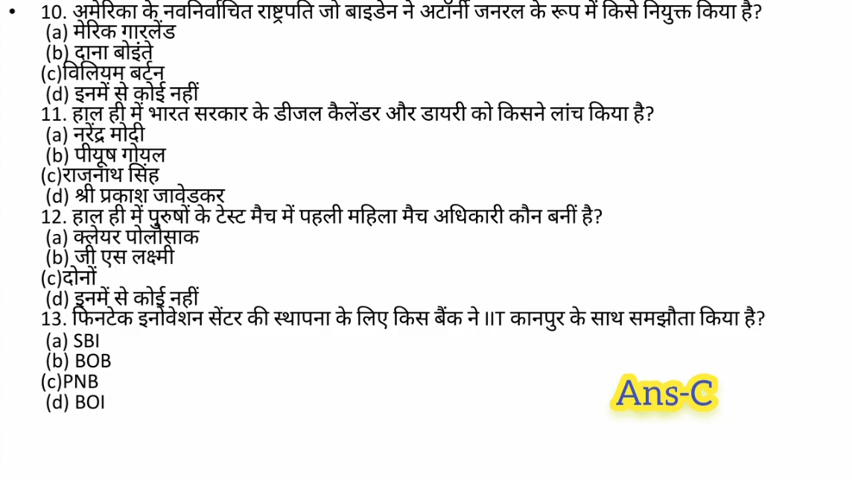 • 10. अमेरिका के नवनिर्वाचित राष्ट्रपति जो बाइडेन ने अटॉर्नी जनरल के रूप में किसे नियुक्त किया है?
(a) मेरिक गारलेंड
(b) दाना बोइंते
(c)विलियम बर्टन
(d) इनमें से कोई नहीं
11. हाल ही में भारत सरकार के डीजल कैलेंडर और डायरी को किसने लांच किया है?
(a) नरेंद्र मोदी
(b) पीयूष गोयल
(c)राजनाथ सिंह
(d) श्री प्रकाश जावेडकर
12. हाल ही में पुरुषों के टेस्ट मैच में पहली महिला मैच अधिकारी कौन बनीं है?
(a) क्लेयर पोलोसाक
(b) जी एस लक्ष्मी
(c)दोनों
(d) इनमें से कोई नहीं
13. फिनटेक इनोवेशन सेंटर की स्थापना के लिए किस बैंक ने IIT कानपुर के साथ समझौता किया है?
(a) SBI
(b) BOB
(c)PNB
(d) BOI
Ans-C